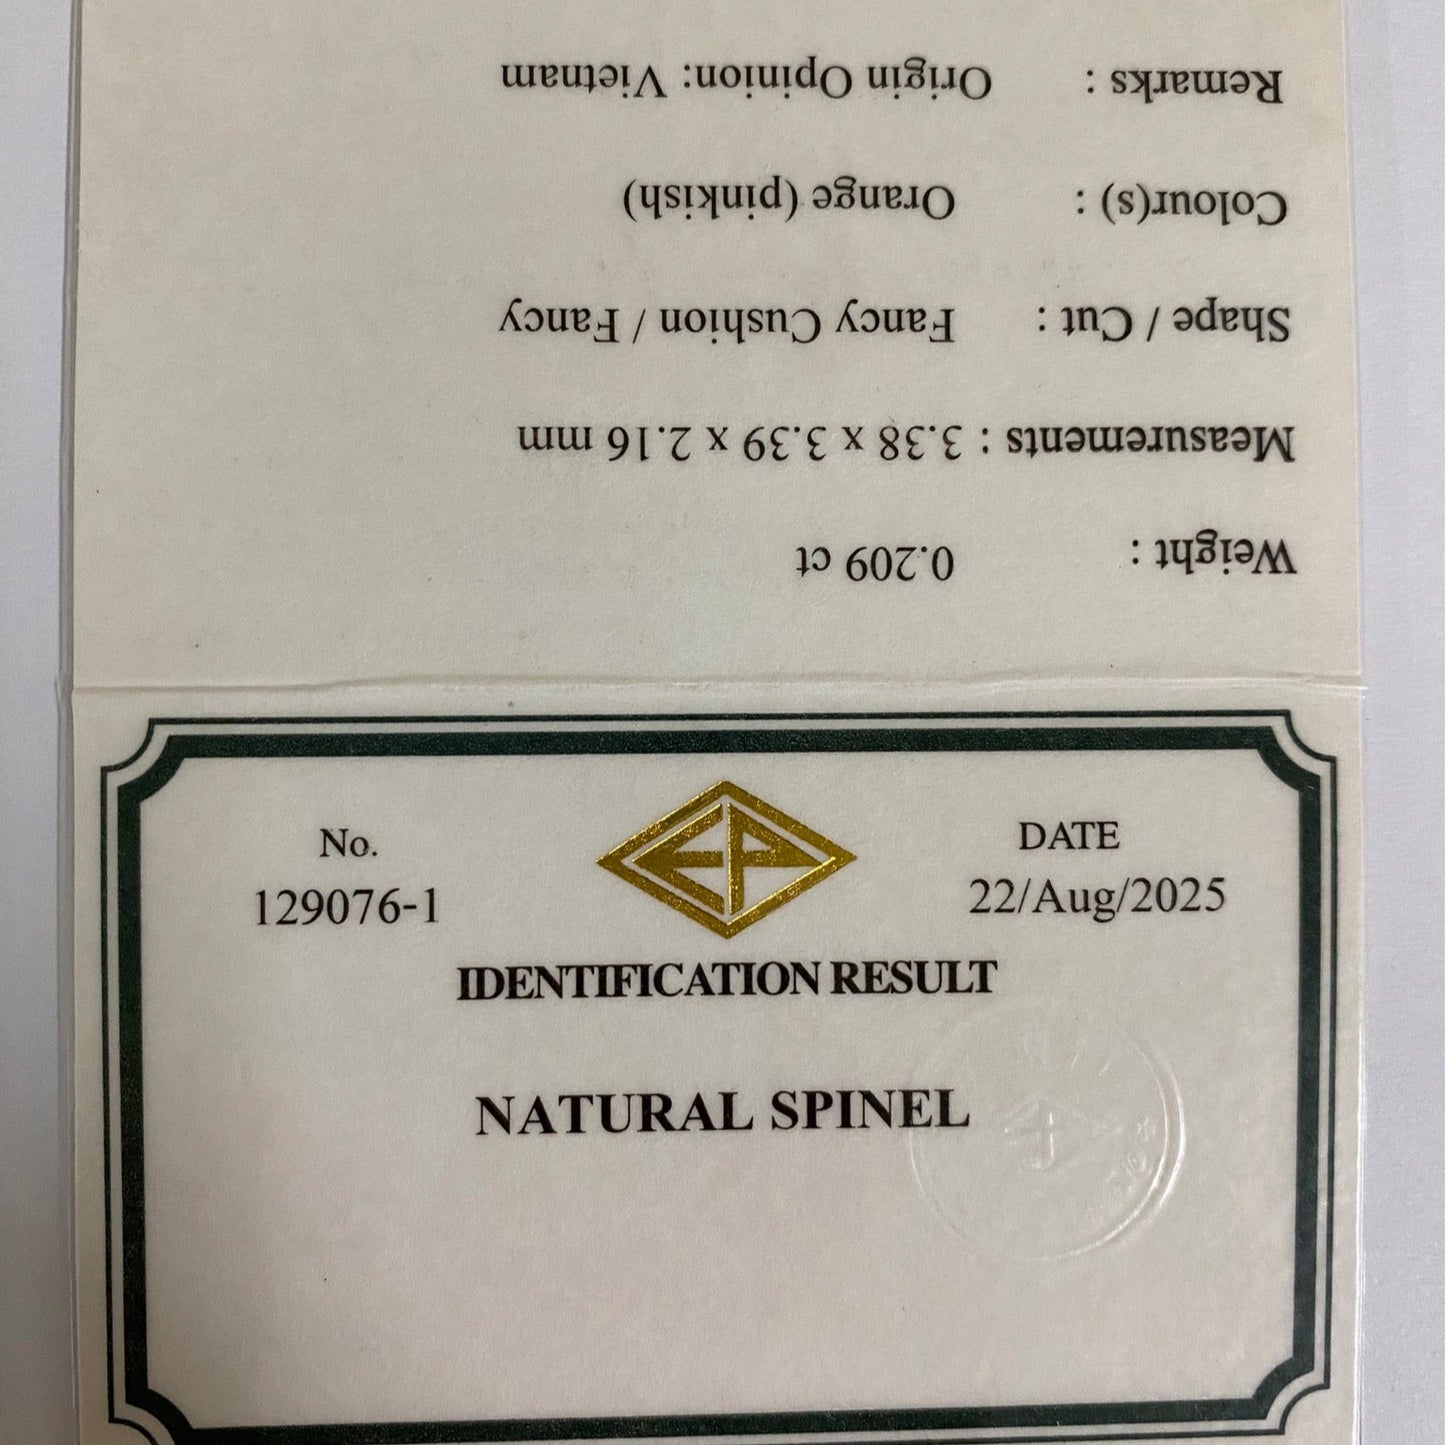 No.
129076-1
EP
DATE
22/Aug/2025
IDENTIFICATION RESULT
NATURAL SPINEL
Weight : 0.209 ct
Measurements : 3.38 x 3.39 x 2.16 mm
Shape / Cut : Fancy Cushion / Fancy
Colour(s) : Orange (pinkish)
Remarks : Origin Opinion: Vietnam